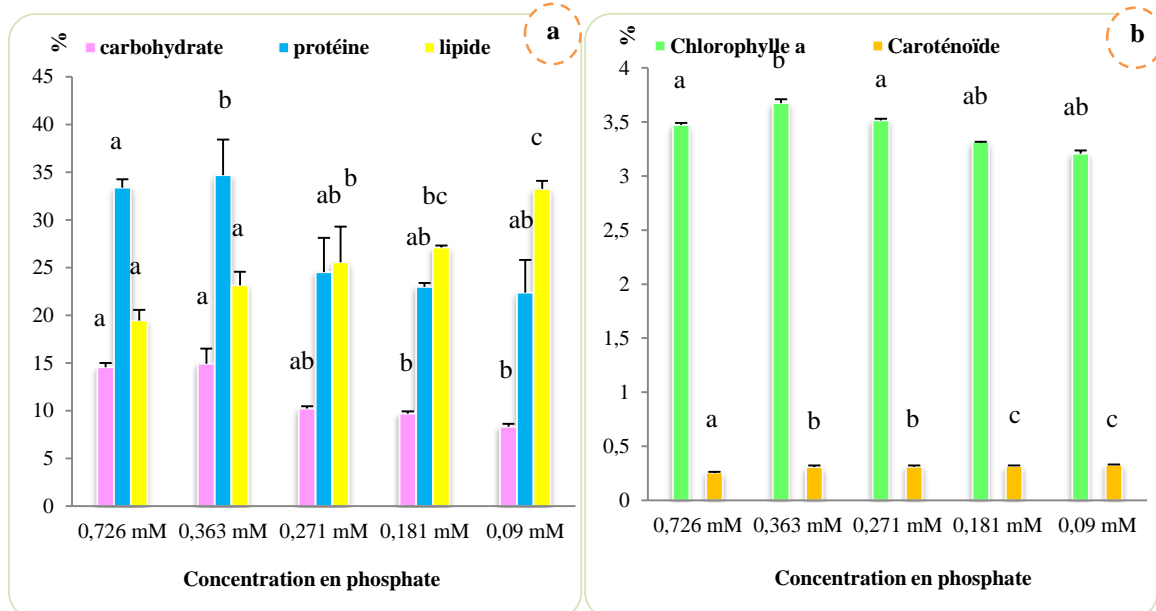 %
carbohydrate protéine lipide
a
45
40
35
30
25
20
15
10
5
0
a a a
a b a
ab ab b
b ab bc
b ab c
0,726 mM 0,363 mM 0,271 mM 0,181 mM 0,09 mM
Concentration en phosphate
%
Chlorophylle a Caroténoïde
b
4
3,5
3
2,5
2
1,5
1
0,5
0
a b a ab ab
a b b c c
0,726 mM 0,363 mM 0,271 mM 0,181 mM 0,09 mM
Concentration en phosphate